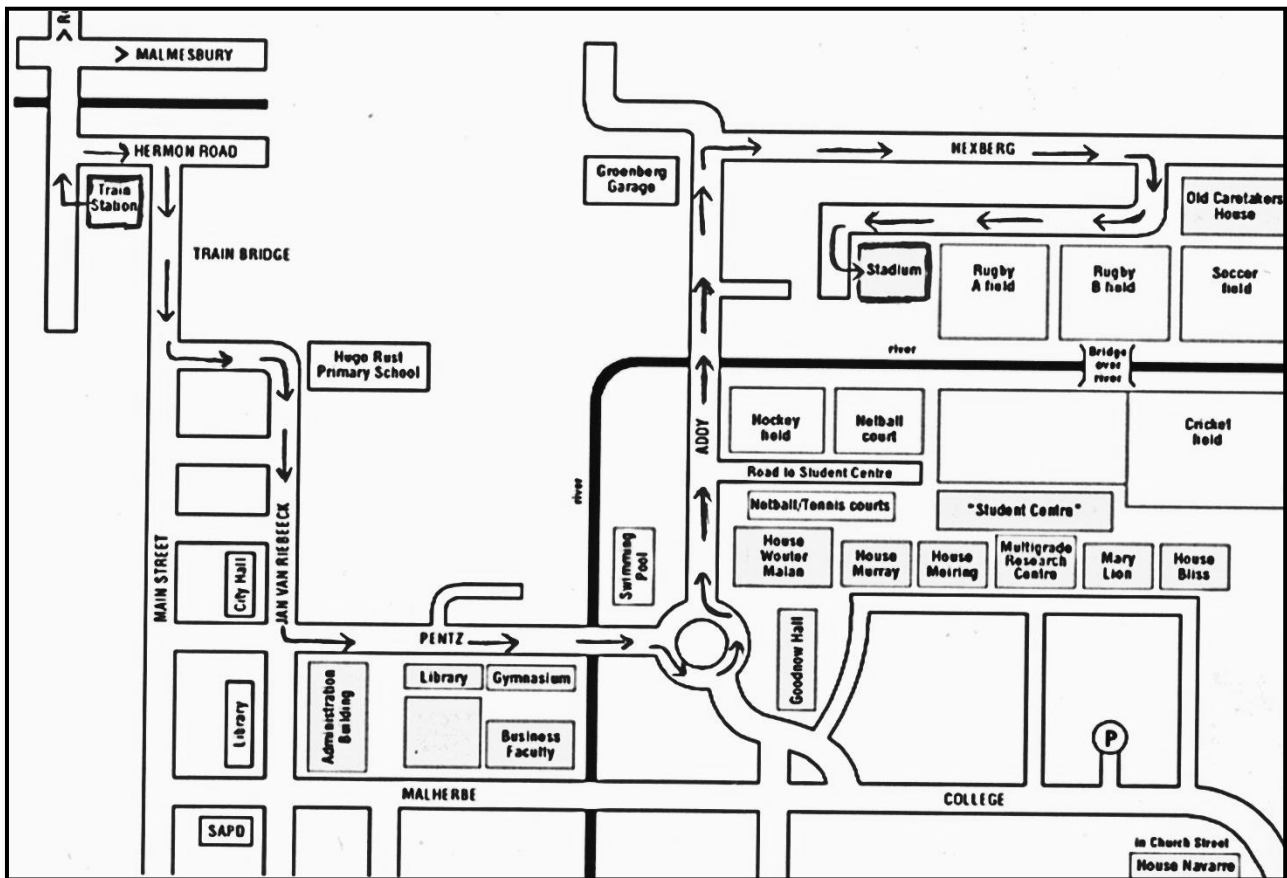 R
MALMESBURY
HERMON ROAD
Train
Station
TRAIN BRIDGE
Groenberg
Garage
NEXBERG
Old Caretakers
House
Stadium
Rugby
A field
Rugby
B field
Soccer
field
Hugo Rust
Primary School
river
Bridge
over
river
ADDY
Hockey
field
Netball
court
Cricket
field
Road to Student Centre
river
Netball/Tennis courts
"Student Centre"
MAIN STREET
City Hall
JAN VAN RIEBEECK
Swimming
Pool
House
Wouter
Malan
House
Murray
House
Meiring
Multigrade
Research
Centre
Mary
Lion
House
Bliss
PENTZ
Goodnow Hall
Library
Administration
Building
Library
Gymnasium
Business
Faculty
P
MALHERBE
COLLEGE
SAPD
in Church Street
House Navarre